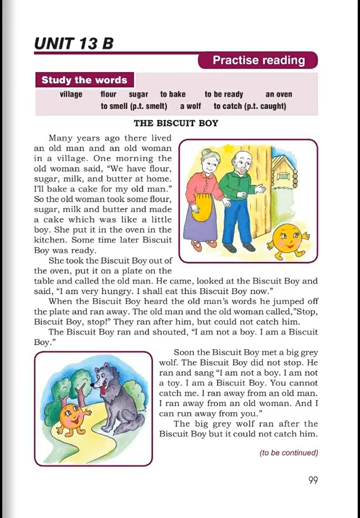 UNIT 13 B
Practise reading
Study the words
village flour sugar to bake to be ready an oven
to smell (p.t. smelt) a wolf to catch (p.t. caught)
THE BISCUIT BOY
Many years ago there lived
an old man and an old woman
in a village. One morning the
old woman said, “We have flour,
sugar, milk, and butter at home.
I'll bake a cake for my old man.”
So the old woman took some flour,
sugar, milk and butter and made
a cake which was like a little
boy. She put it in the oven in the
kitchen. Some time later Biscuit
Boy was ready.
She took the Biscuit Boy out of
the oven, put it on a plate on the
table and called the old man. He came, looked at the Biscuit Boy and
said, “I am very hungry. I shall eat this Biscuit Boy now.”
When the Biscuit Boy heard the old man's words he jumped off
the plate and ran away. The old man and the old woman called,”Stop,
Biscuit Boy, stop!” They ran after him, but could not catch him.
The Biscuit Boy ran and shouted, “I am not a boy. I am a Biscuit
Boy.”
Soon the Biscuit Boy met a big grey
wolf. The Biscuit Boy did not stop. He
ran and sang “I am not a boy. I am not
a toy. I am a Biscuit Boy. You cannot
catch me. I ran away from an old man.
I ran away from an old woman. And I
can run away from you.”
The big grey wolf ran after the
Biscuit Boy but it could not catch him.
(to be continued)
99